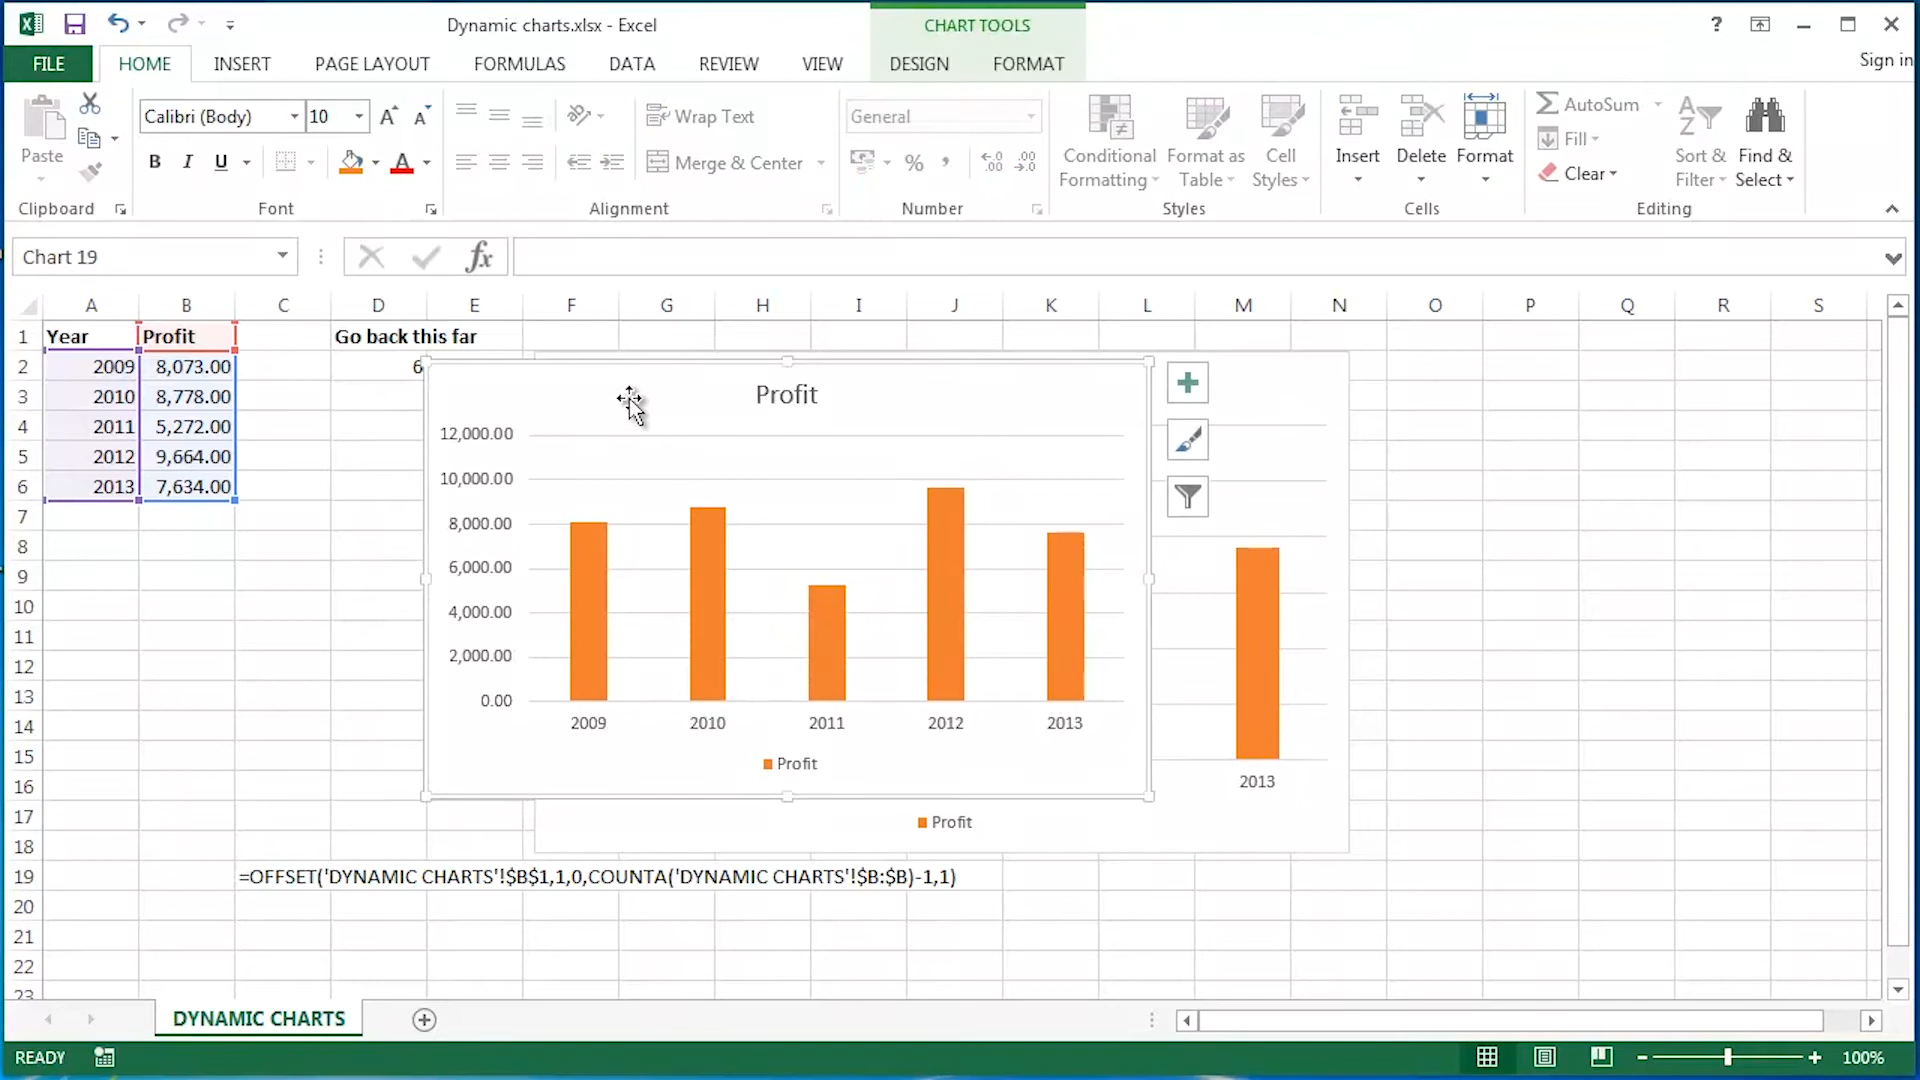 Dynamic charts.xlsx - Excel
CHART TOOLS
?
FILE HOME INSERT PAGE LAYOUT FORMULAS DATA REVIEW VIEW DESIGN FORMAT
Sign in
Paste
Calibri (Body) 10
Wrap Text
Merge & Center
General
Conditional Formatting
Format as Table
Cell Styles
Insert
Delete
Format
AutoSum
Fill
Clear
Sort & Filter
Find & Select
Clipboard Font Alignment Number Styles Cells Editing
Chart 19
fx
A B C D E F G H I J K L M N O P Q R S
1 Year Profit Go back this far
2 2009 8,073.00 6
3 2010 8,778.00
4 2011 5,272.00
5 2012 9,664.00
6 2013 7,634.00
7
8
9
10
11
12
13
14
15
16
17
18
19 =OFFSET('DYNAMIC CHARTS'!$B$1,1,0,COUNTA('DYNAMIC CHARTS'!$B:$B)-1,1)
20
21
22
23
Profit
12,000.00
10,000.00
8,000.00
6,000.00
4,000.00
2,000.00
0.00
2009 2010 2011 2012 2013
Profit
2013
Profit
DYNAMIC CHARTS
READY
100%